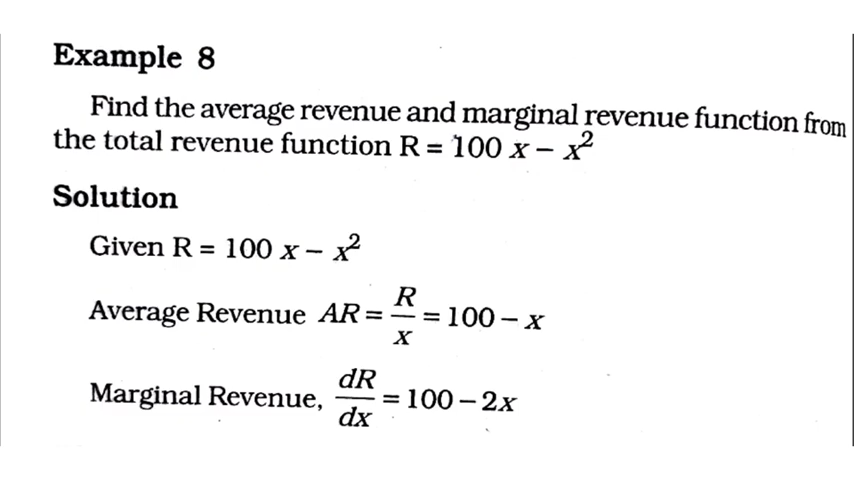 Example 8
Find the average revenue and marginal revenue function from
the total revenue function R = 100 x − x²
Solution
Given R = 100 x − x²
Average Revenue AR = R/x = 100 − x
Marginal Revenue, dR/dx = 100 − 2x